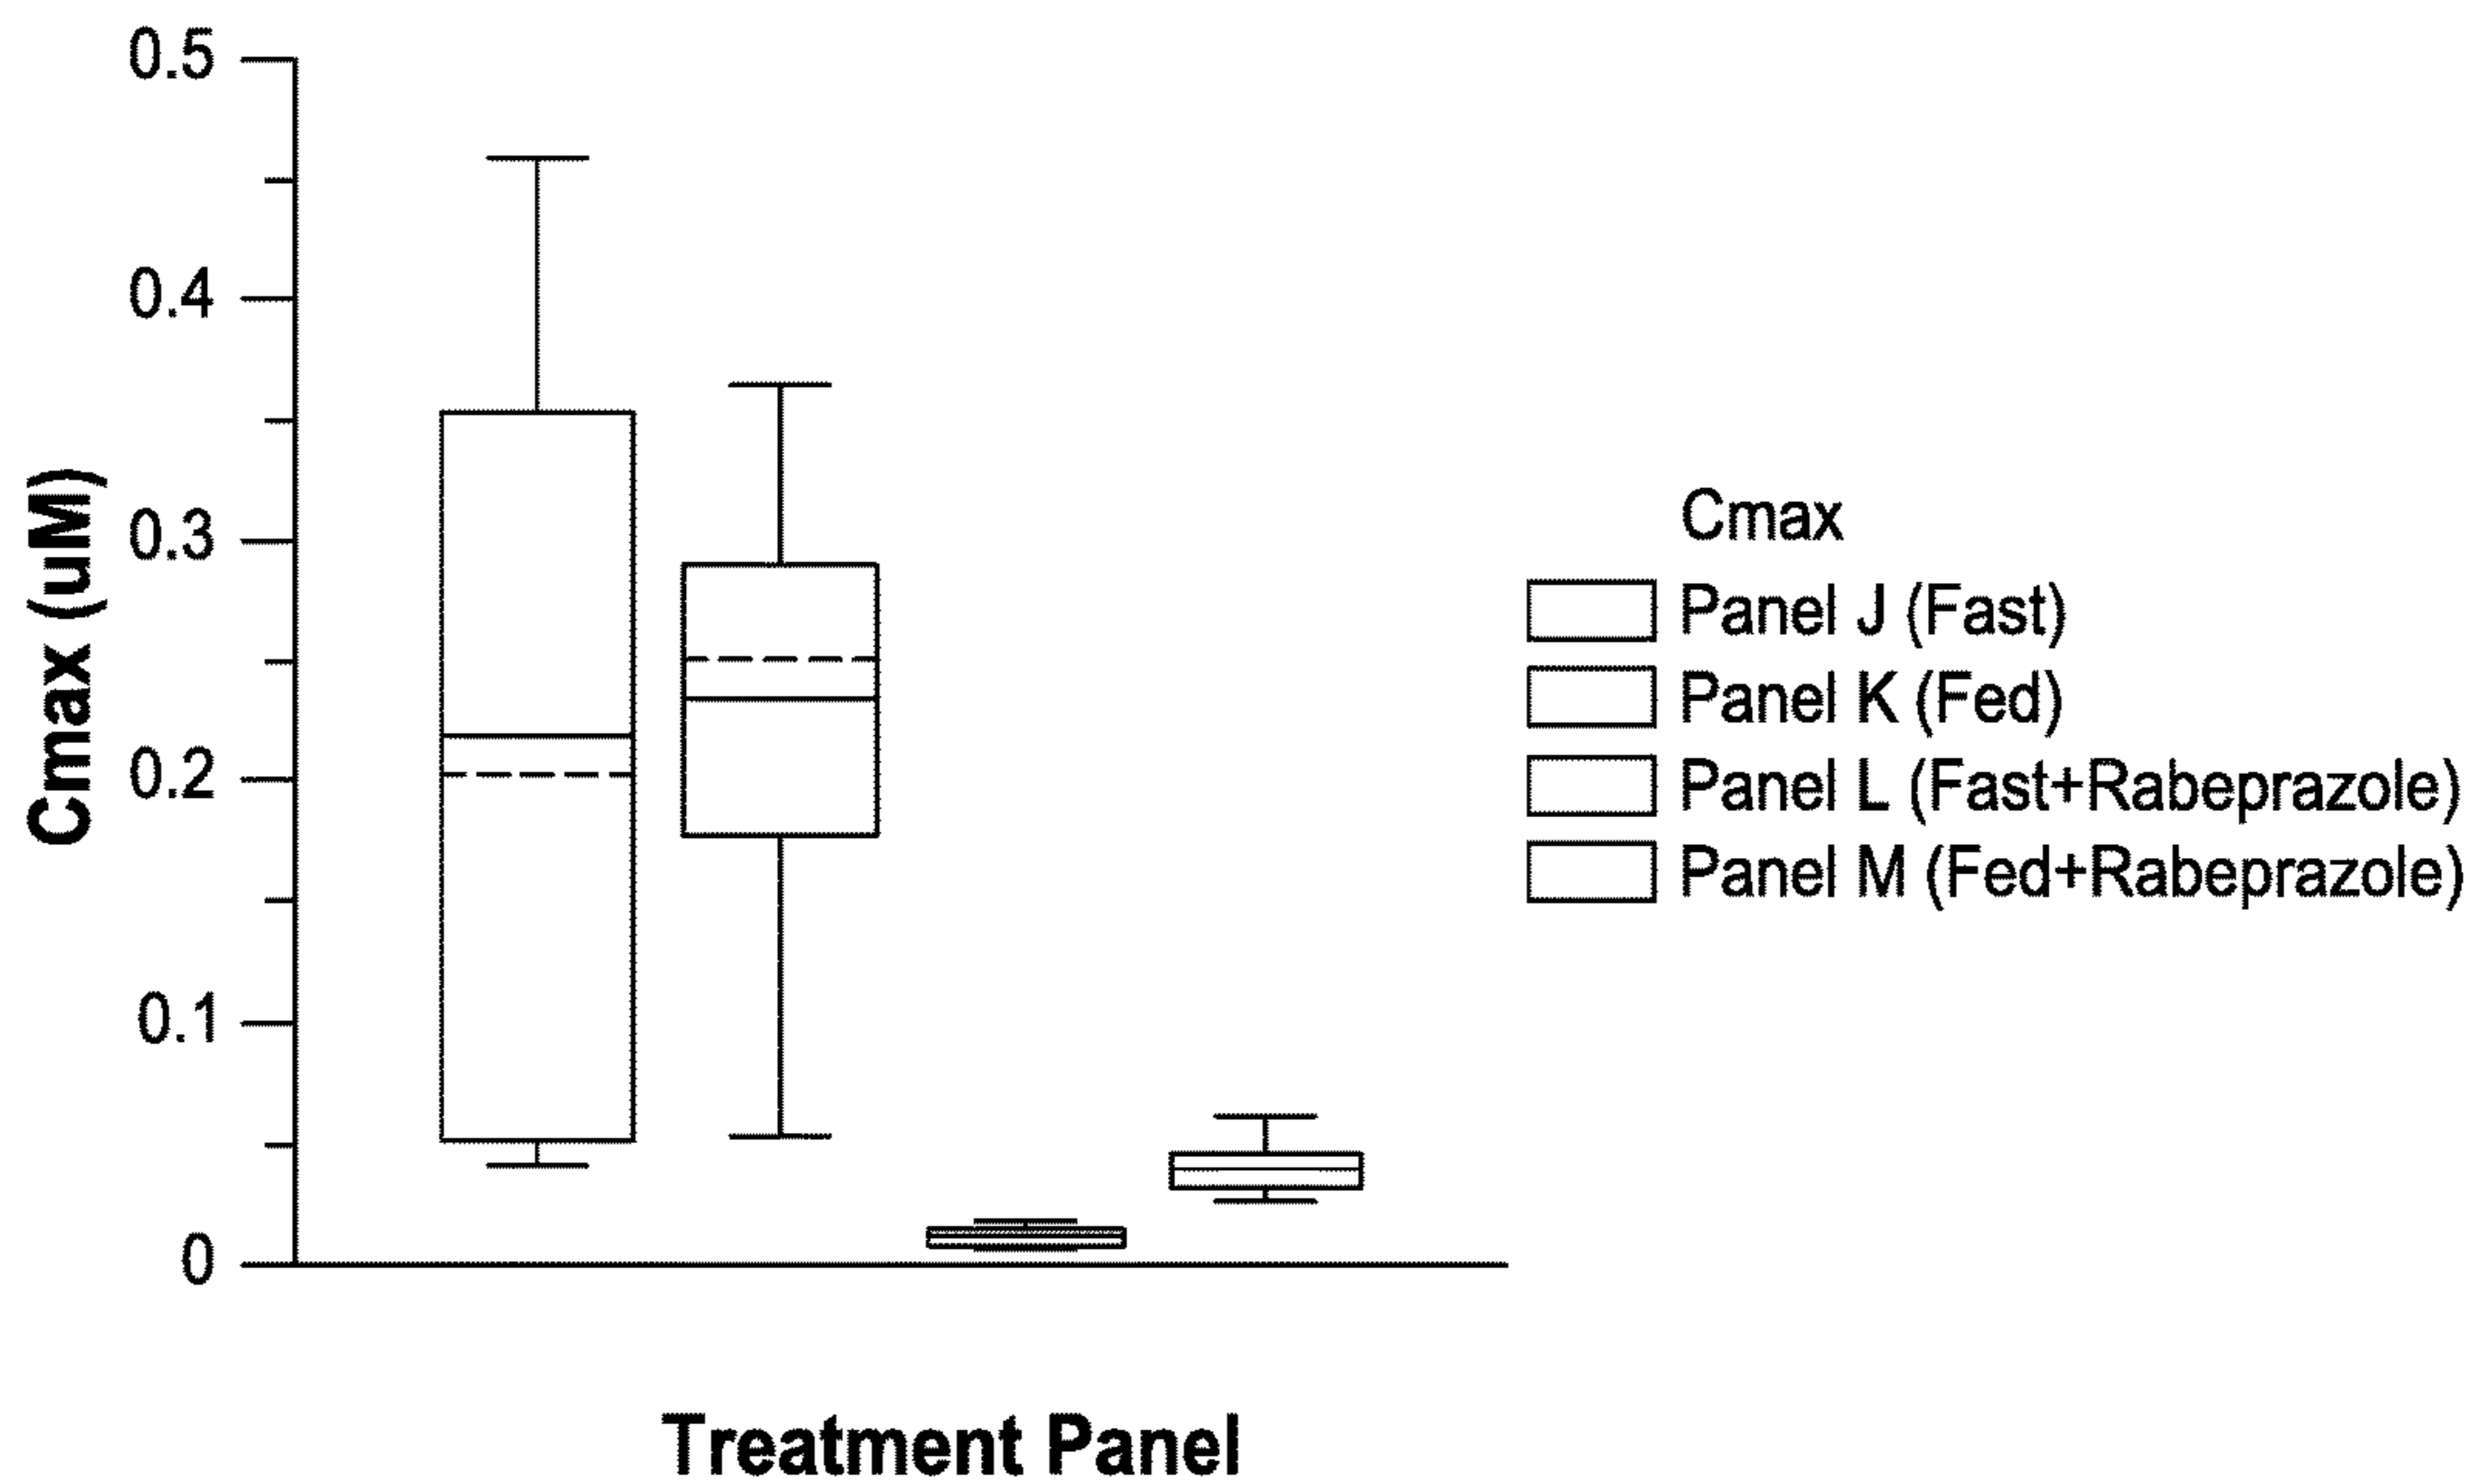 0.5
0.4
0.3
0.2
0.1
0
Cmax (uM)
Treatment Panel
Cmax
Panel J (Fast)
Panel K (Fed)
Panel L (Fast+Rabeprazole)
Panel M (Fed+Rabeprazole)